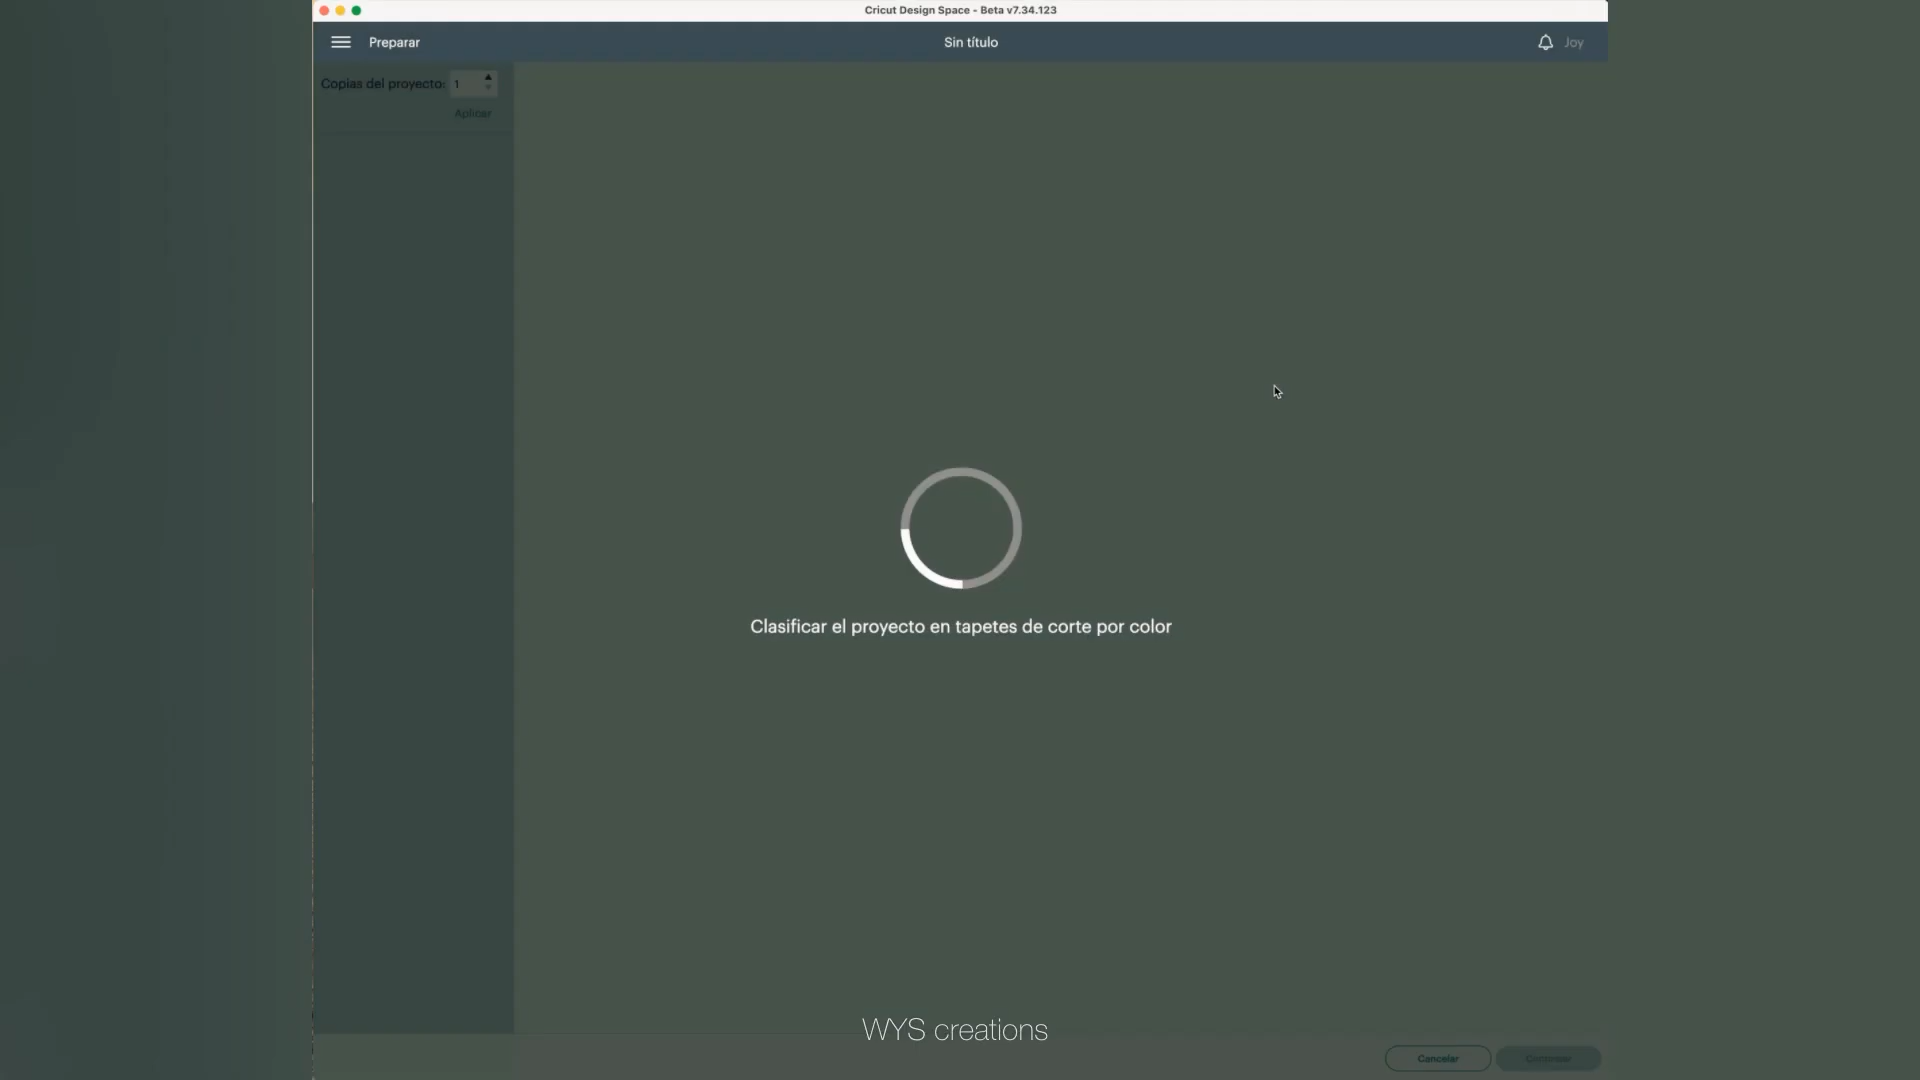 Cricut Design Space - Beta v7.34.123
Preparar
Sin título
Joy
Copias del proyecto: 1
Aplicar
Clasificar el proyecto en tapetes de corte por color
WYS creations
Cancelar
Continuar